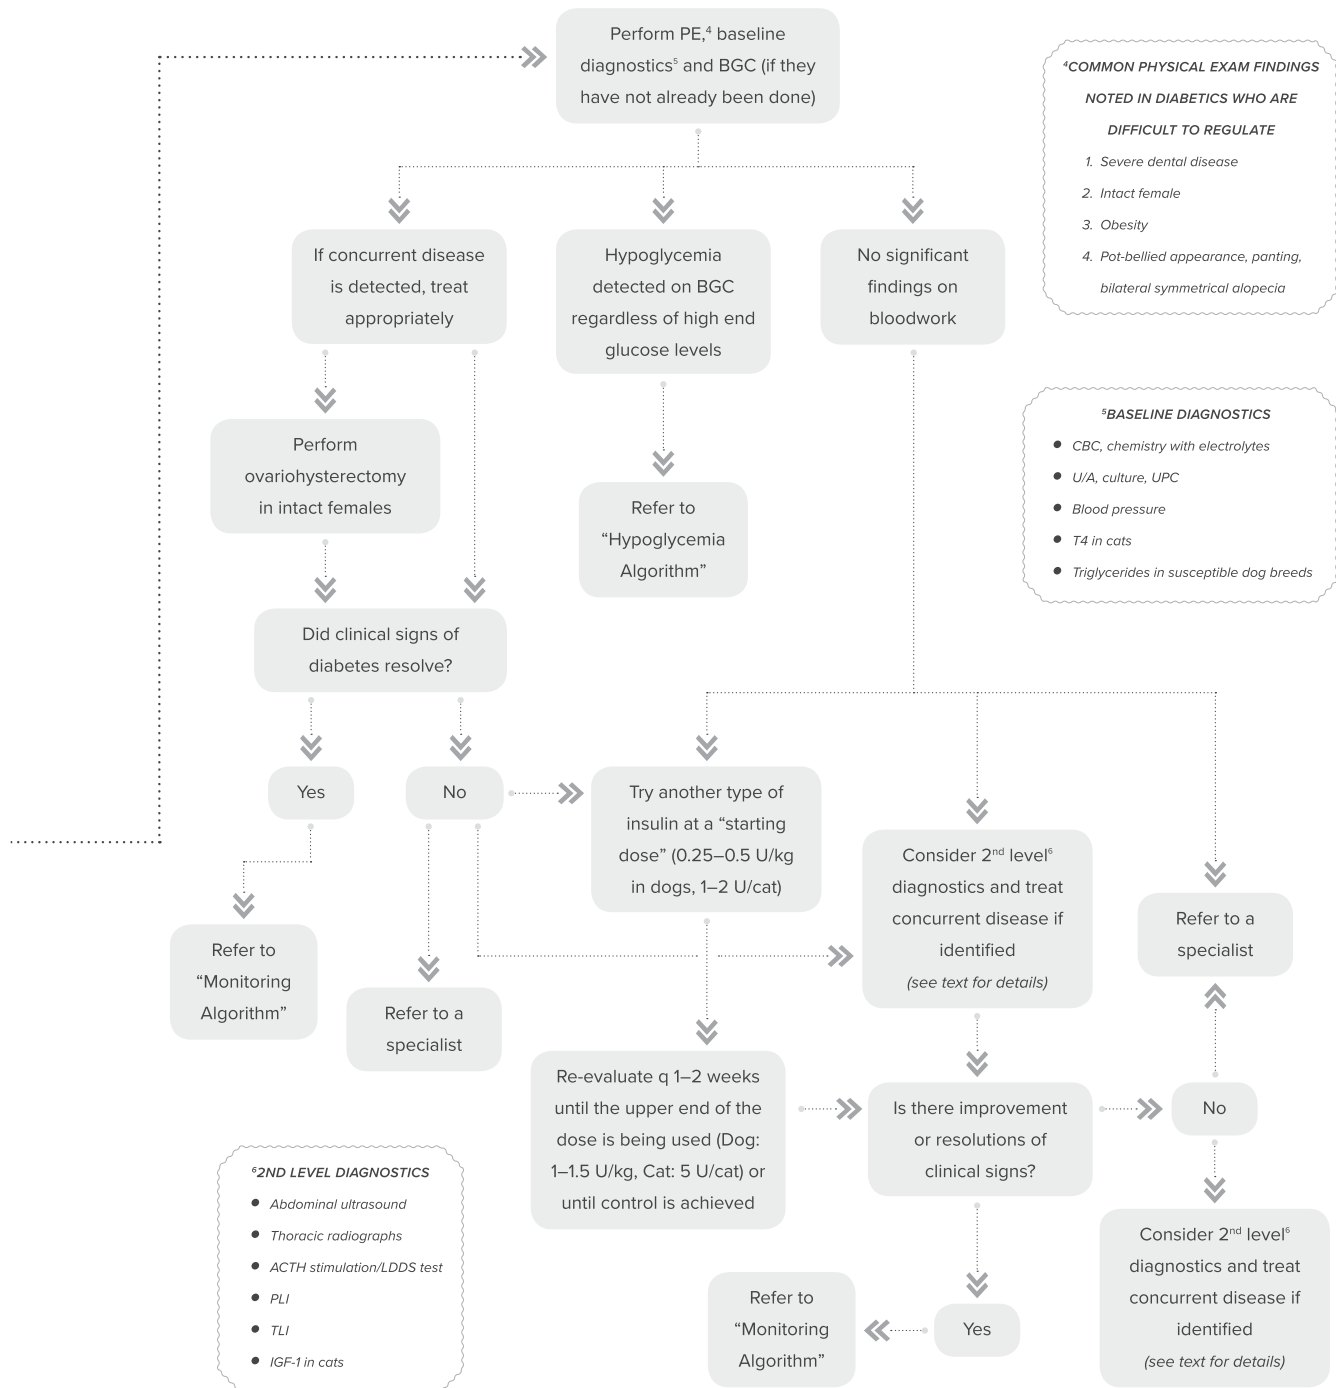 Perform PE,⁴ baseline
diagnostics⁵ and BGC (if they
have not already been done)
⁴COMMON PHYSICAL EXAM FINDINGS
NOTED IN DIABETICS WHO ARE
DIFFICULT TO REGULATE
1. Severe dental disease
2. Intact female
3. Obesity
4. Pot-bellied appearance, panting,
bilateral symmetrical alopecia
If concurrent disease
is detected, treat
appropriately
Hypoglycemia
detected on BGC
regardless of high end
glucose levels
No significant
findings on
bloodwork
⁵BASELINE DIAGNOSTICS
• CBC, chemistry with electrolytes
• U/A, culture, UPC
• Blood pressure
• T4 in cats
• Triglycerides in susceptible dog breeds
Perform
ovariohysterectomy
in intact females
Refer to
“Hypoglycemia
Algorithm”
Did clinical signs of
diabetes resolve?
Yes
No
Try another type of
insulin at a “starting
dose” (0.25–0.5 U/kg
in dogs, 1–2 U/cat)
Consider 2nd level⁶
diagnostics and treat
concurrent disease if
identified
(see text for details)
Refer to a
specialist
Refer to
“Monitoring
Algorithm”
Refer to a
specialist
Re-evaluate q 1–2 weeks
until the upper end of the
dose is being used (Dog:
1–1.5 U/kg, Cat: 5 U/cat) or
until control is achieved
Is there improvement
or resolutions of
clinical signs?
No
⁶2ND LEVEL DIAGNOSTICS
• Abdominal ultrasound
• Thoracic radiographs
• ACTH stimulation/LDDS test
• PLI
• TLI
• IGF-1 in cats
Refer to
“Monitoring
Algorithm”
Yes
Consider 2nd level⁶
diagnostics and treat
concurrent disease if
identified
(see text for details)